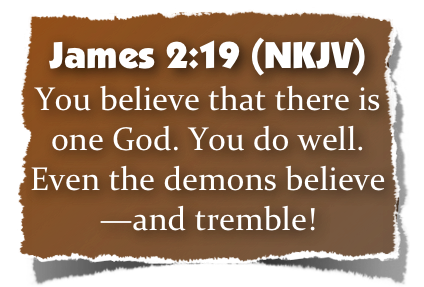 James 2:19 (NKJV)
You believe that there is
one God. You do well.
Even the demons believe
—and tremble!